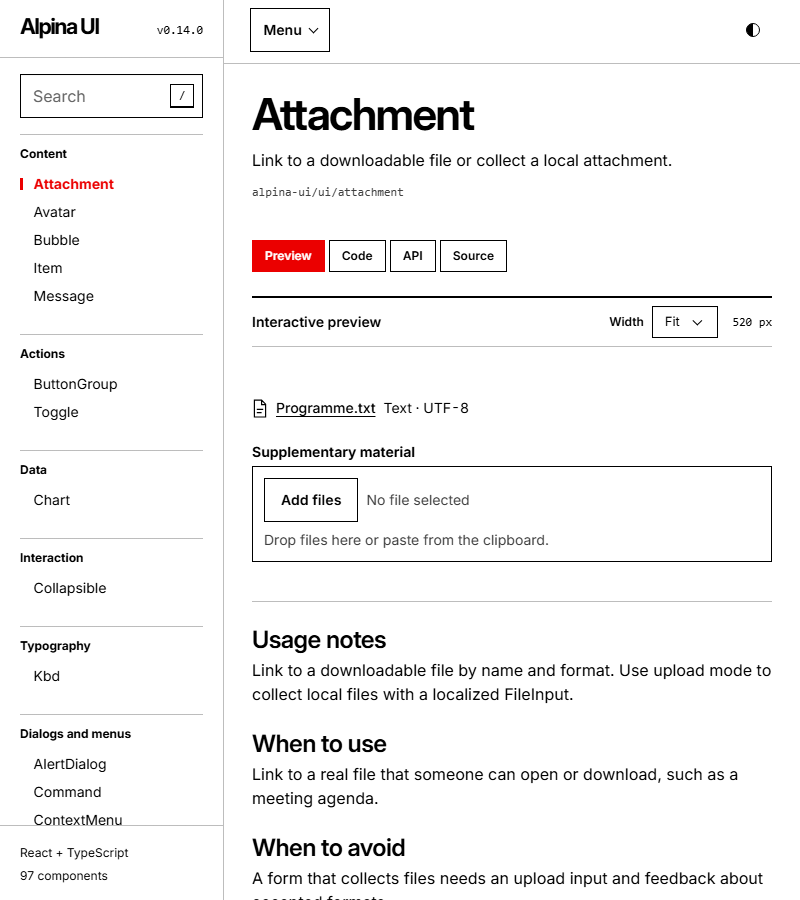 Alpina UI
v0.14.0
Search
/
Content
Attachment
Avatar
Bubble
Item
Message
Actions
ButtonGroup
Toggle
Data
Chart
Interaction
Collapsible
Typography
Kbd
Dialogs and menus
AlertDialog
Command
ContextMenu
React + TypeScript
97 components
Menu
Attachment
Link to a downloadable file or collect a local attachment.
alpina-ui/ui/attachment
Preview Code API Source
Interactive preview
Width Fit 520 px
Programme.txt Text · UTF-8
Supplementary material
Add files No file selected
Drop files here or paste from the clipboard.
Usage notes
Link to a downloadable file by name and format. Use upload mode to
collect local files with a localized FileInput.
When to use
Link to a real file that someone can open or download, such as a
meeting agenda.
When to avoid
A form that collects files needs an upload input and feedback about
accepted formats.